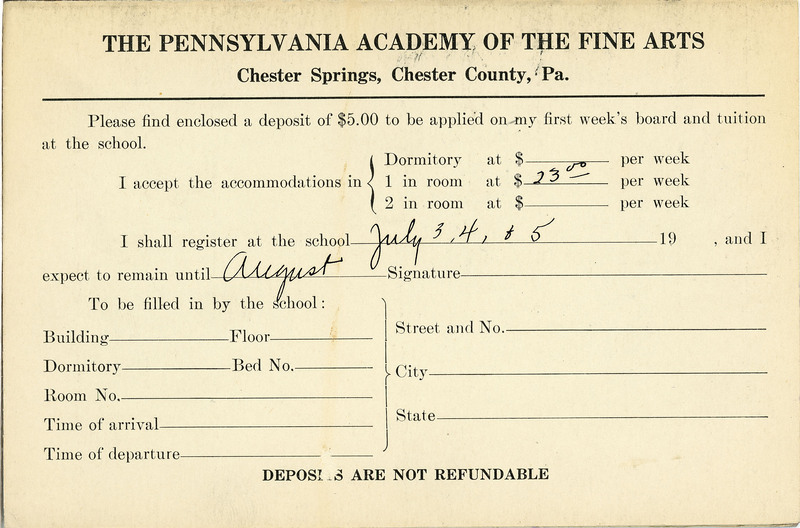 THE PENNSYLVANIA ACADEMY OF THE FINE ARTS
Chester Springs, Chester County, Pa.
Please find enclosed a deposit of $5.00 to be applied on my first week's board and tuition
at the school.
Dormitory at $ per week
I accept the accommodations in { 1 in room at $ 23 00 per week
2 in room at $ per week
I shall register at the school July 3, 4, & 5 19 , and I
expect to remain until August Signature
To be filled in by the school:
Building Floor
Street and No.
Dormitory Bed No.
City
Room No.
State
Time of arrival
Time of departure
DEPOSI S ARE NOT REFUNDABLE